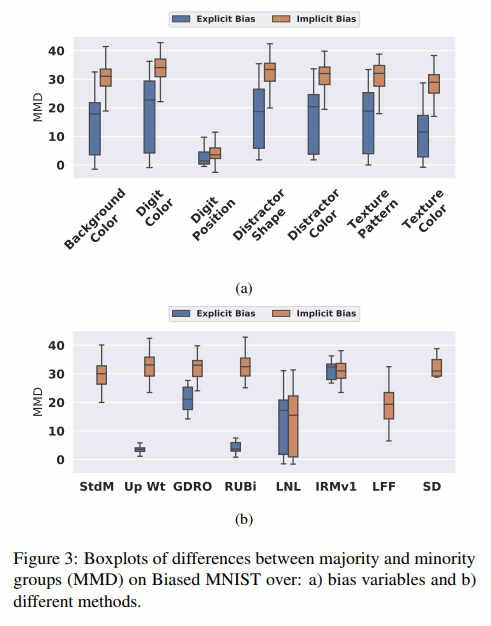 Explicit Bias Implicit Bias
40
30
20
10
0
MMD
Background Color
Digit Color
Digit Position
Distractor Shape
Distractor Color
Texture Pattern
Texture Color
(a)
Explicit Bias Implicit Bias
40
30
20
10
0
MMD
StdM Up Wt GDRO RUBi LNL IRMv1 LFF SD
(b)
Figure 3: Boxplots of differences between majority and minority
groups (MMD) on Biased MNIST over: a) bias variables and b)
different methods.